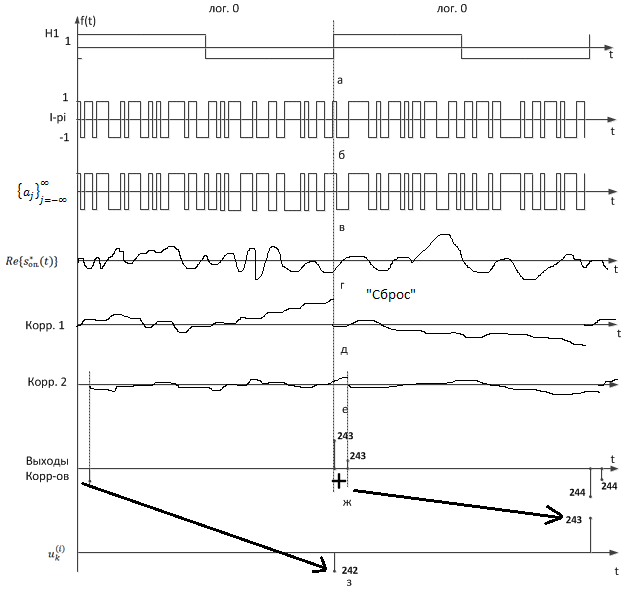 лог. 0
лог. 0
f(t)
H1
1
t
а
1
I-pi
-1
t
б
{a_j}_{j=-∞}^{∞}
t
в
Re{s*_оп(t)}
t
г
"Сброс"
Корр. 1
t
д
Корр. 2
t
е
243
243
Выходы
Корр-ов
t
+
244
244
ж
243
u_k^{(i)}
t
242
з